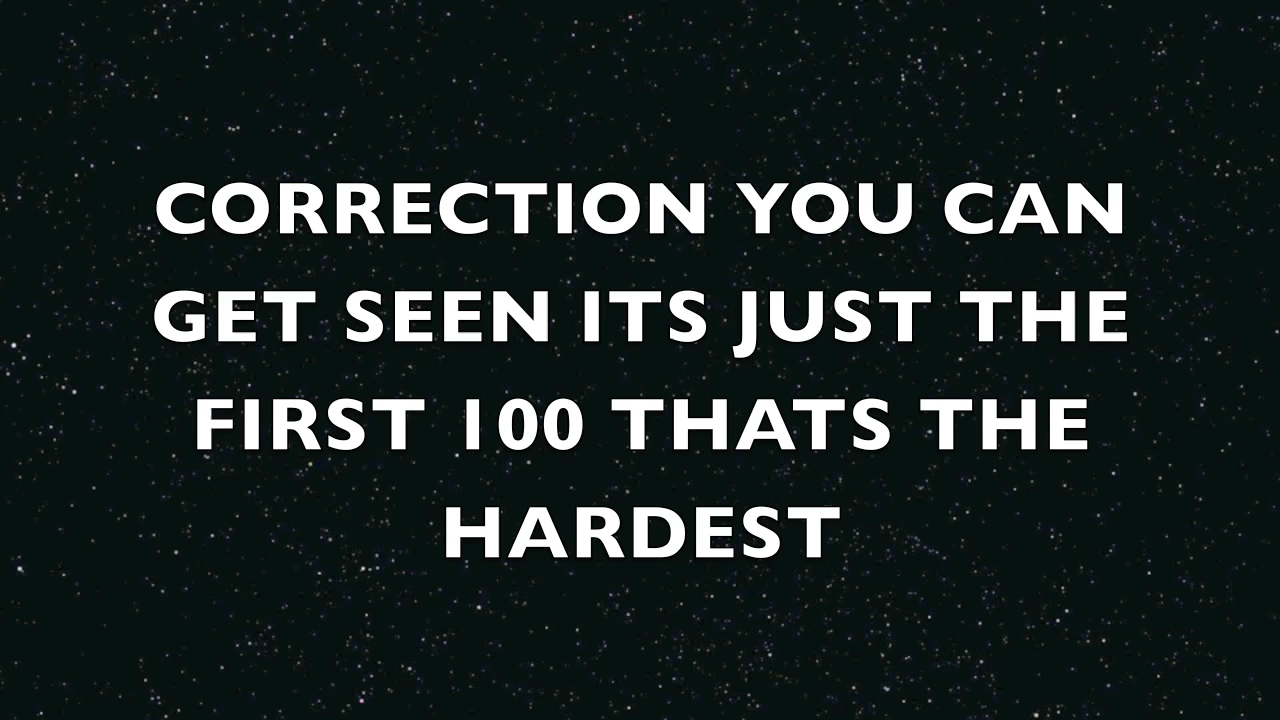 CORRECTION YOU CAN
GET SEEN ITS JUST THE
FIRST 100 THATS THE
HARDEST